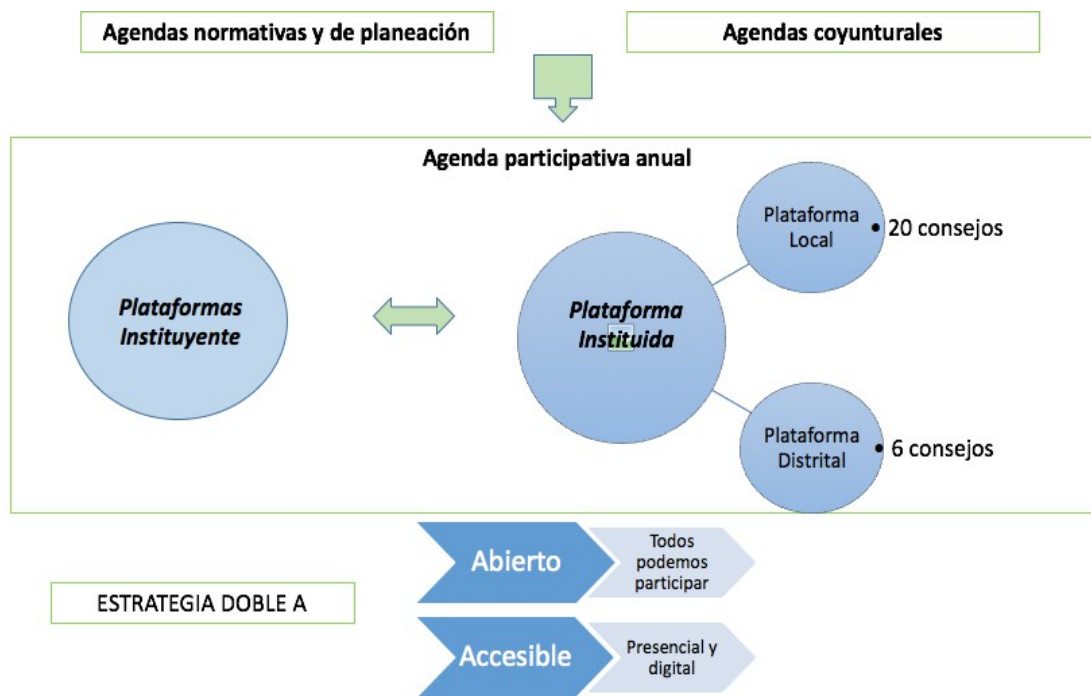 Agendas normativas y de planeación
Agendas coyunturales
Agenda participativa anual
Plataformas
Instituyente
Plataforma
Instituida
Plataforma
Local
• 20 consejos
Plataforma
Distrital
• 6 consejos
ESTRATEGIA DOBLE A
Abierto
Todos
podemos
participar
Accesible
Presencial y
digital